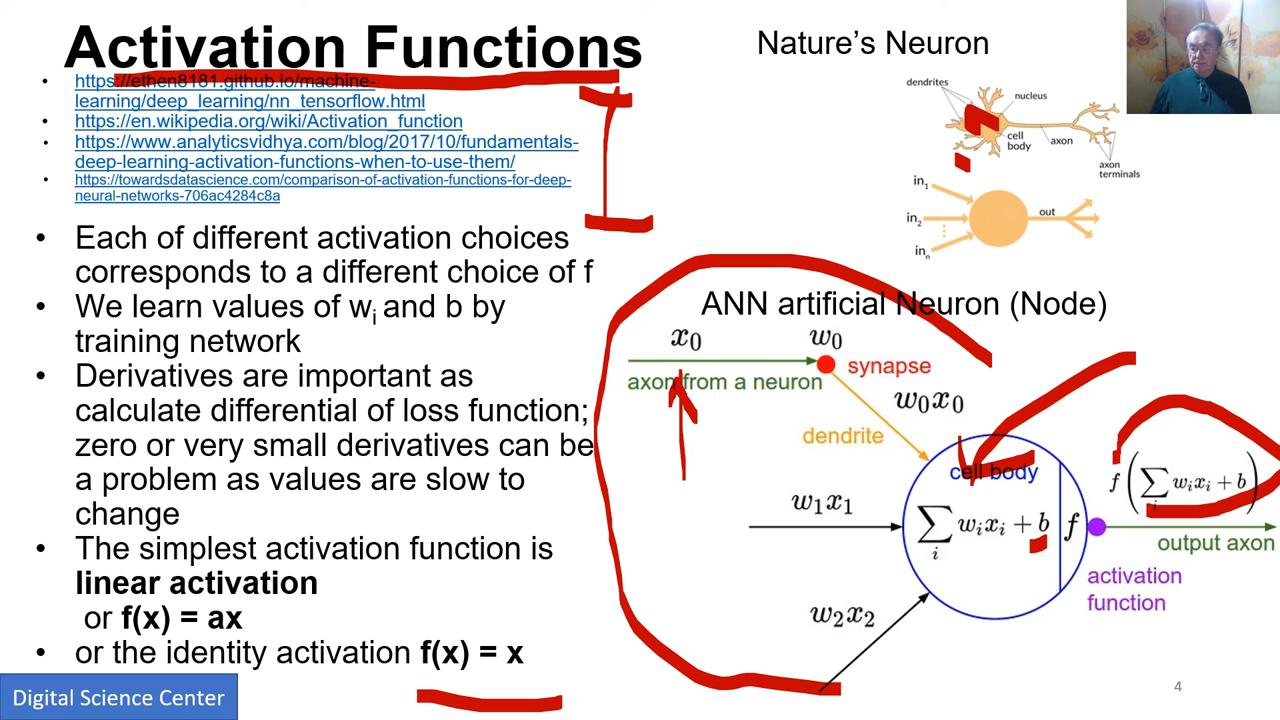 Activation Functions
• https://ethen8181.github.io/machine-
learning/deep_learning/nn_tensorflow.html
• https://en.wikipedia.org/wiki/Activation_function
• https://www.analyticsvidhya.com/blog/2017/10/fundamentals-
deep-learning-activation-functions-when-to-use-them/
• https://towardsdatascience.com/comparison-of-activation-functions-for-deep-
neural-networks-706ac4284c8a
• Each of different activation choices
corresponds to a different choice of f
• We learn values of wi and b by
training network
• Derivatives are important as
calculate differential of loss function;
zero or very small derivatives can be
a problem as values are slow to
change
• The simplest activation function is
linear activation
or f(x) = ax
• or the identity activation f(x) = x
Digital Science Center
Nature's Neuron
dendrites
nucleus
cell
body
axon
axon
terminals
in1
in2
⋮
inn
out
ANN artificial Neuron (Node)
x0
w0
axon from a neuron
synapse
w0x0
dendrite
cell body
w1x1
∑i wixi + b
f
f(∑i wixi + b)
output axon
activation
function
w2x2
4